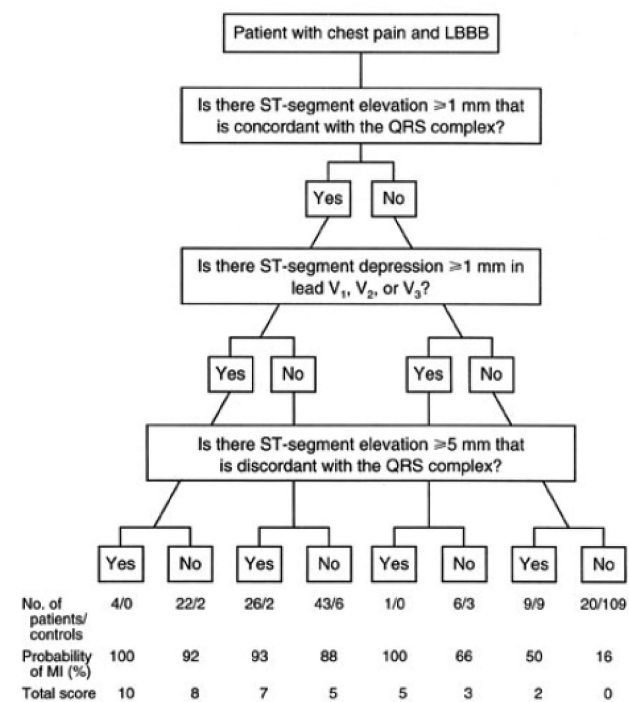 Patient with chest pain and LBBB
Is there ST-segment elevation ⩾1 mm that
is concordant with the QRS complex?
Yes No
Is there ST-segment depression ⩾1 mm in
lead V₁, V₂, or V₃?
Yes No Yes No
Is there ST-segment elevation ⩾5 mm that
is discordant with the QRS complex?
Yes No Yes No Yes No Yes No
No. of 4/0 22/2 26/2 43/6 1/0 6/3 9/9 20/109
patients/
controls
Probability 100 92 93 88 100 66 50 16
of MI (%)
Total score 10 8 7 5 5 3 2 0